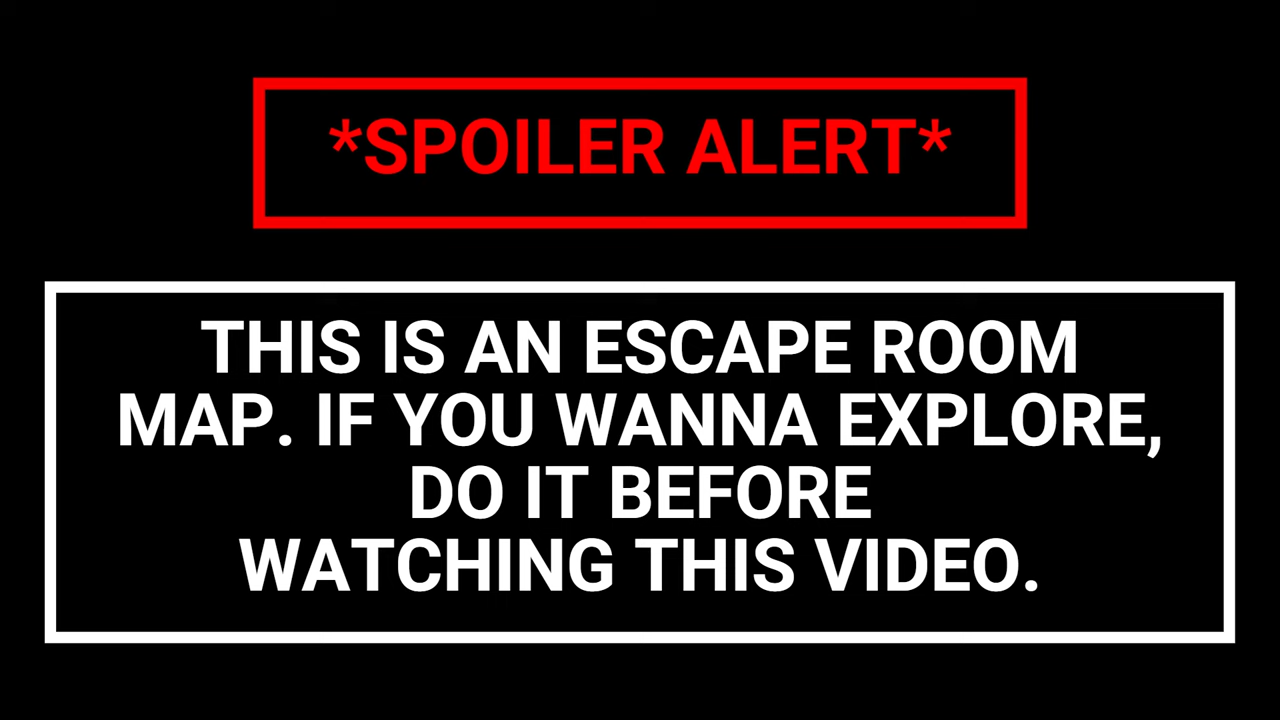 *SPOILER ALERT*
THIS IS AN ESCAPE ROOM
MAP. IF YOU WANNA EXPLORE,
DO IT BEFORE
WATCHING THIS VIDEO.